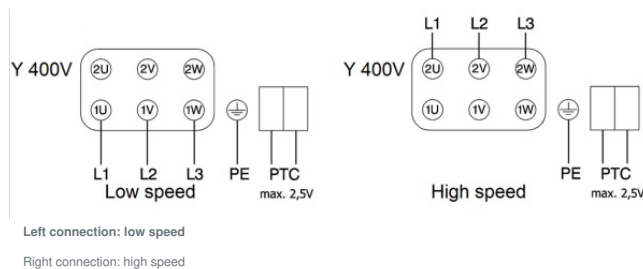 L1 L2 L3
Y 400V 2U 2V 2W Y 400V 2U 2V 2W
1U 1V 1W 1U 1V 1W
L1 L2 L3 PE PTC PE PTC
Low speed max. 2,5V High speed max. 2,5V
Left connection: low speed
Right connection: high speed